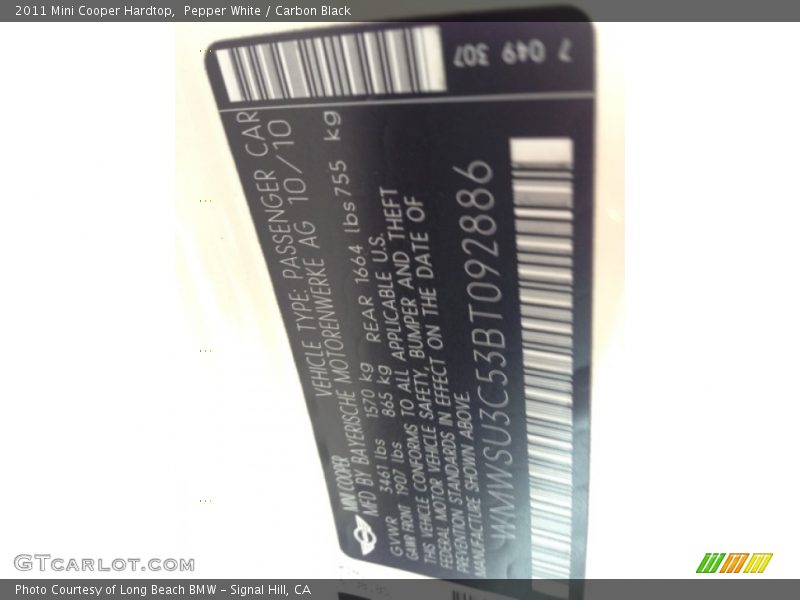 2011 Mini Cooper Hardtop,  Pepper White / Carbon Black
7 049 307
MINI COOPER VEHICLE TYPE: PASSENGER CAR
MFD BY BAYERISCHE MOTORENWERKE AG 10/10
GVWR 3461 lbs 1570 kg
GAWR FRONT 1907 lbs 865 kg REAR 1664 lbs 755 kg
THIS VEHICLE CONFORMS TO ALL APPLICABLE U.S.
FEDERAL MOTOR VEHICLE SAFETY, BUMPER AND THEFT
PREVENTION STANDARDS IN EFFECT ON THE DATE OF
MANUFACTURE SHOWN ABOVE.
WMWSU3C53BT092886
GTCARLOT.COM
Photo Courtesy of Long Beach BMW – Signal Hill, CA